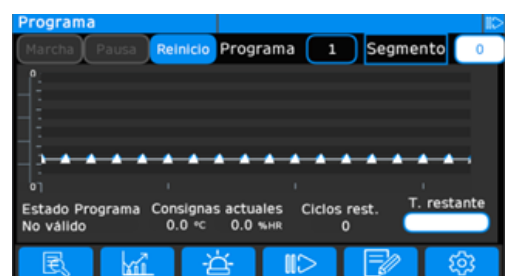 Programa
Marcha Pausa Reinicio Programa 1 Segmento 0
0
0
Estado Programa Consignas actuales Ciclos rest. T. restante
No válido 0.0 °C 0.0 %HR 0